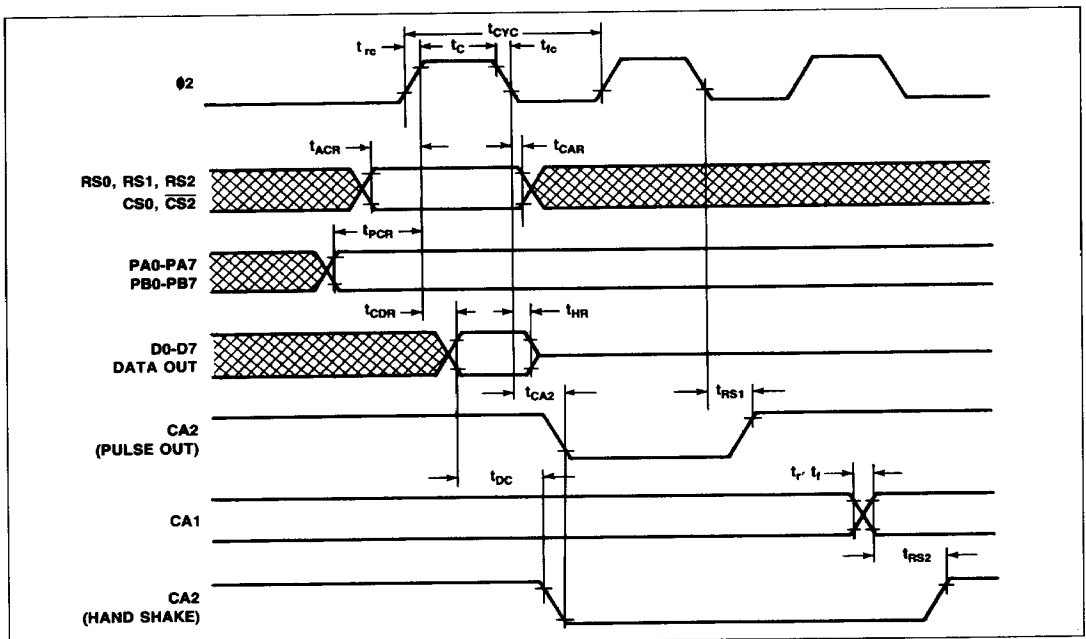 tCYC
trc
tC
tfc
ϕ2
tACR
tCAR
RS0, RS1, RS2
CS0, C̅S̅2̅
tPCR
PA0-PA7
PB0-PB7
tCDR
tHR
D0-D7
DATA OUT
tCA2
tRS1
CA2
(PULSE OUT)
tDC
tr, tf
CA1
tRS2
CA2
(HAND SHAKE)